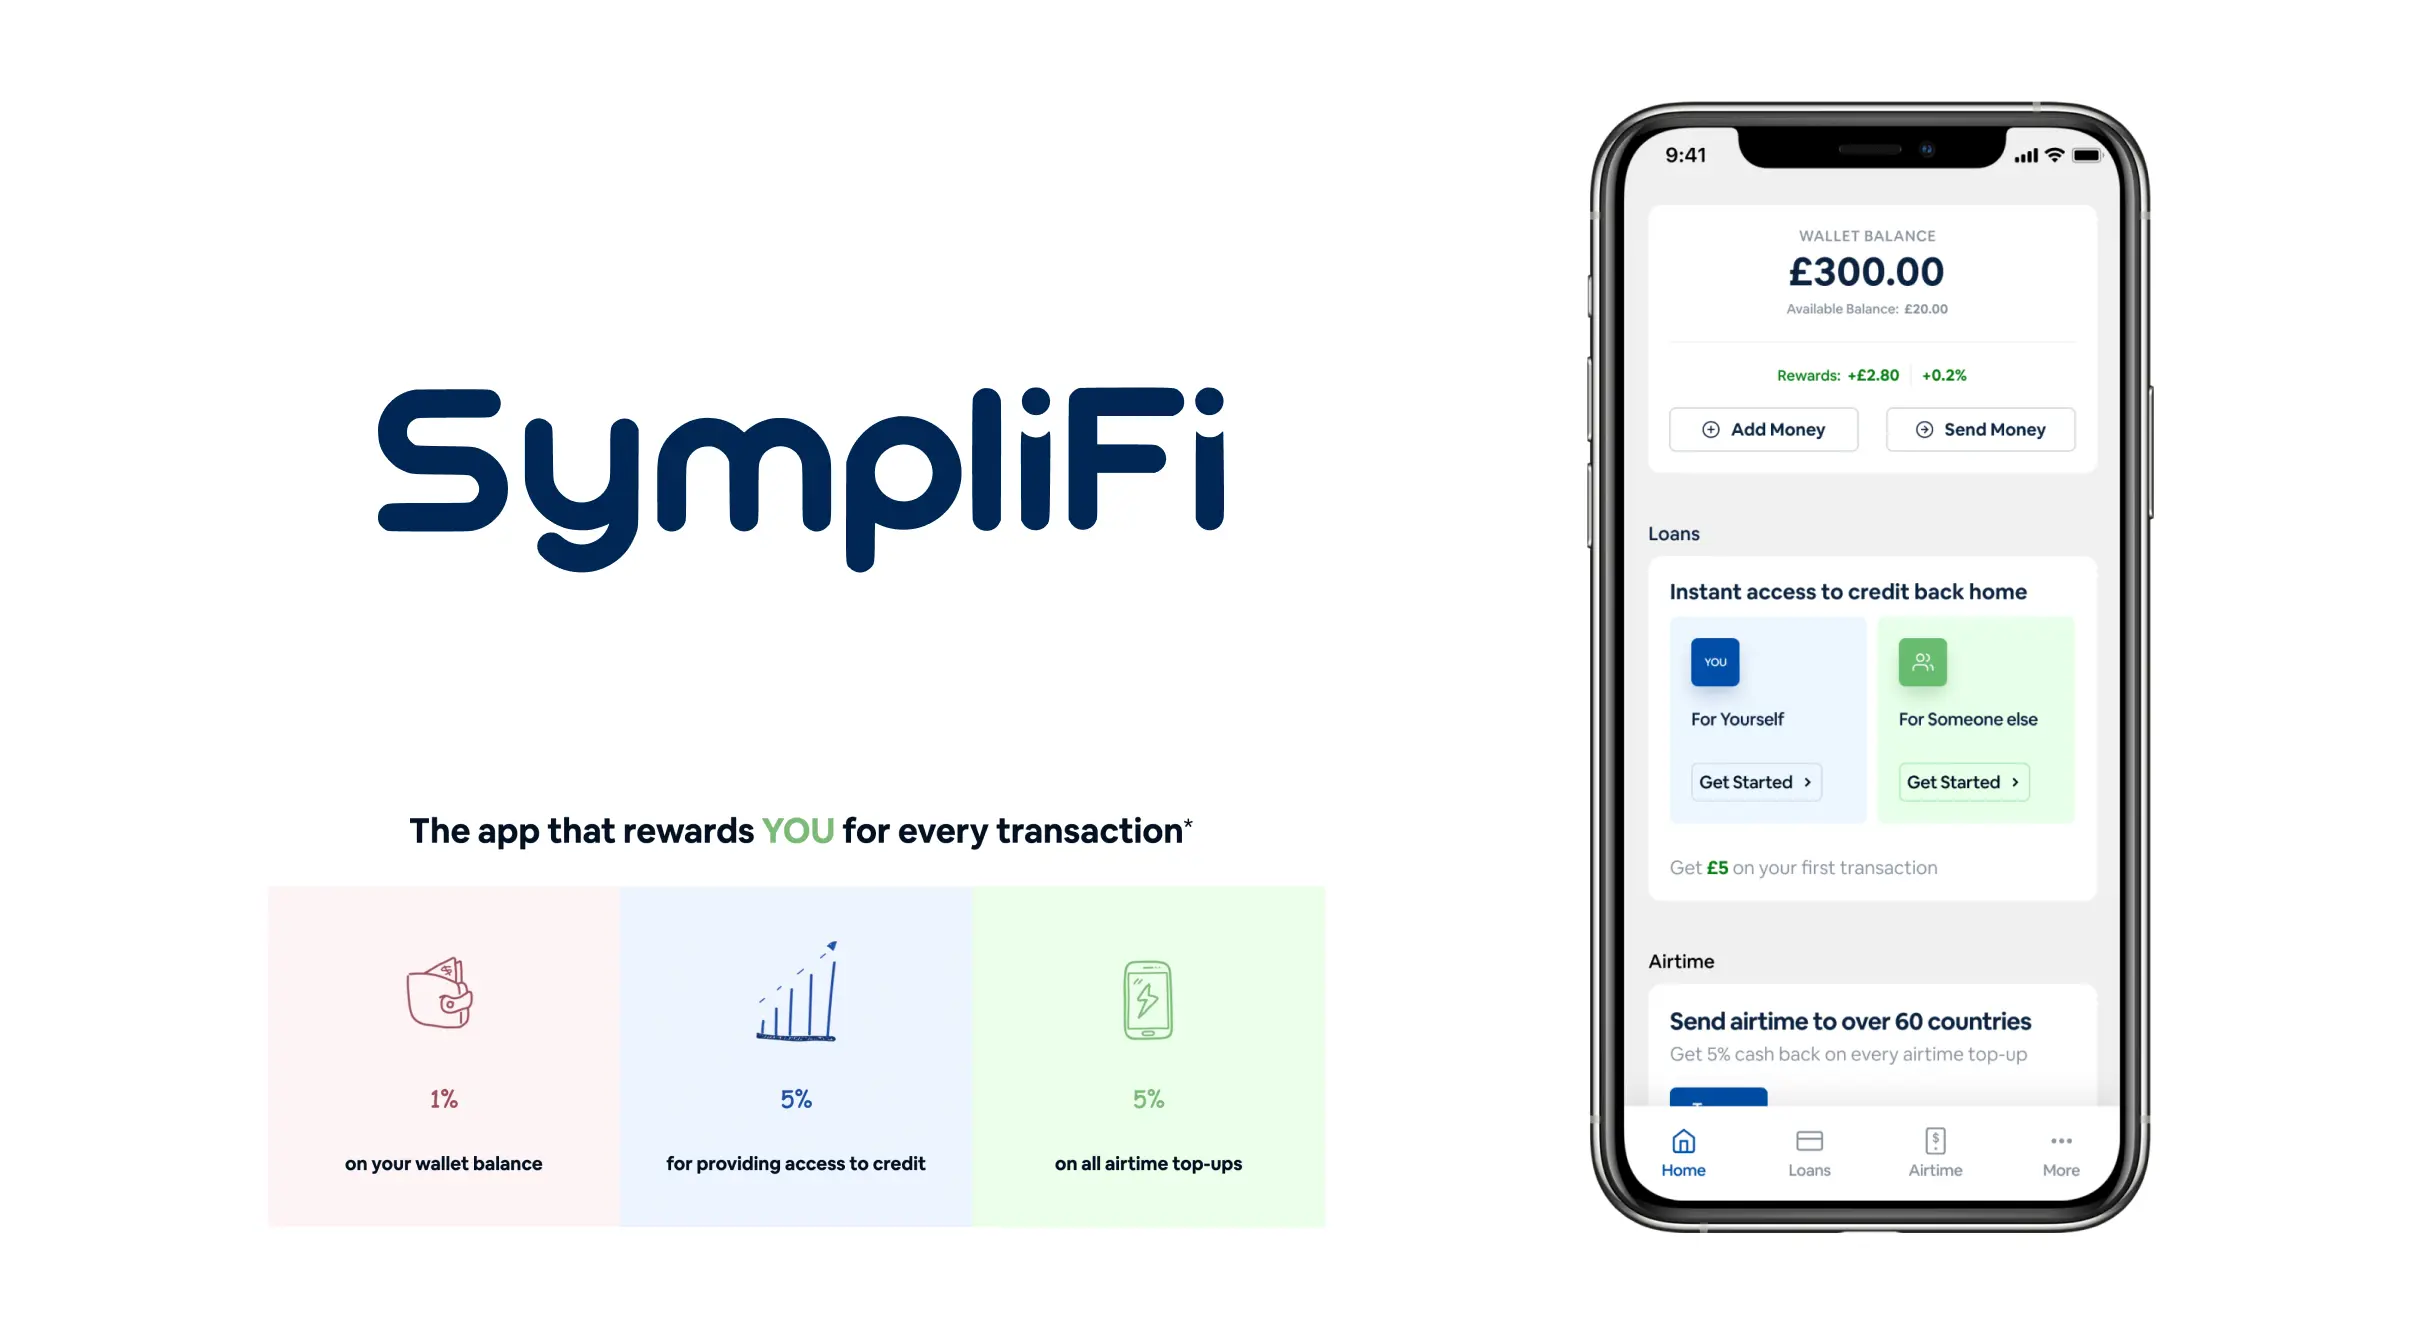 SympliFi
The app that rewards YOU for every transaction*
1%
on your wallet balance
5%
for providing access to credit
5%
on all airtime top-ups
9:41
WALLET BALANCE
£300.00
Available Balance: £20.00
Rewards: +£2.80 +0.2%
Add Money
Send Money
Loans
Instant access to credit back home
YOU
For Yourself
Get Started
For Someone else
Get Started
Get £5 on your first transaction
Airtime
Send airtime to over 60 countries
Get 5% cash back on every airtime top-up
Home
Loans
Airtime
More